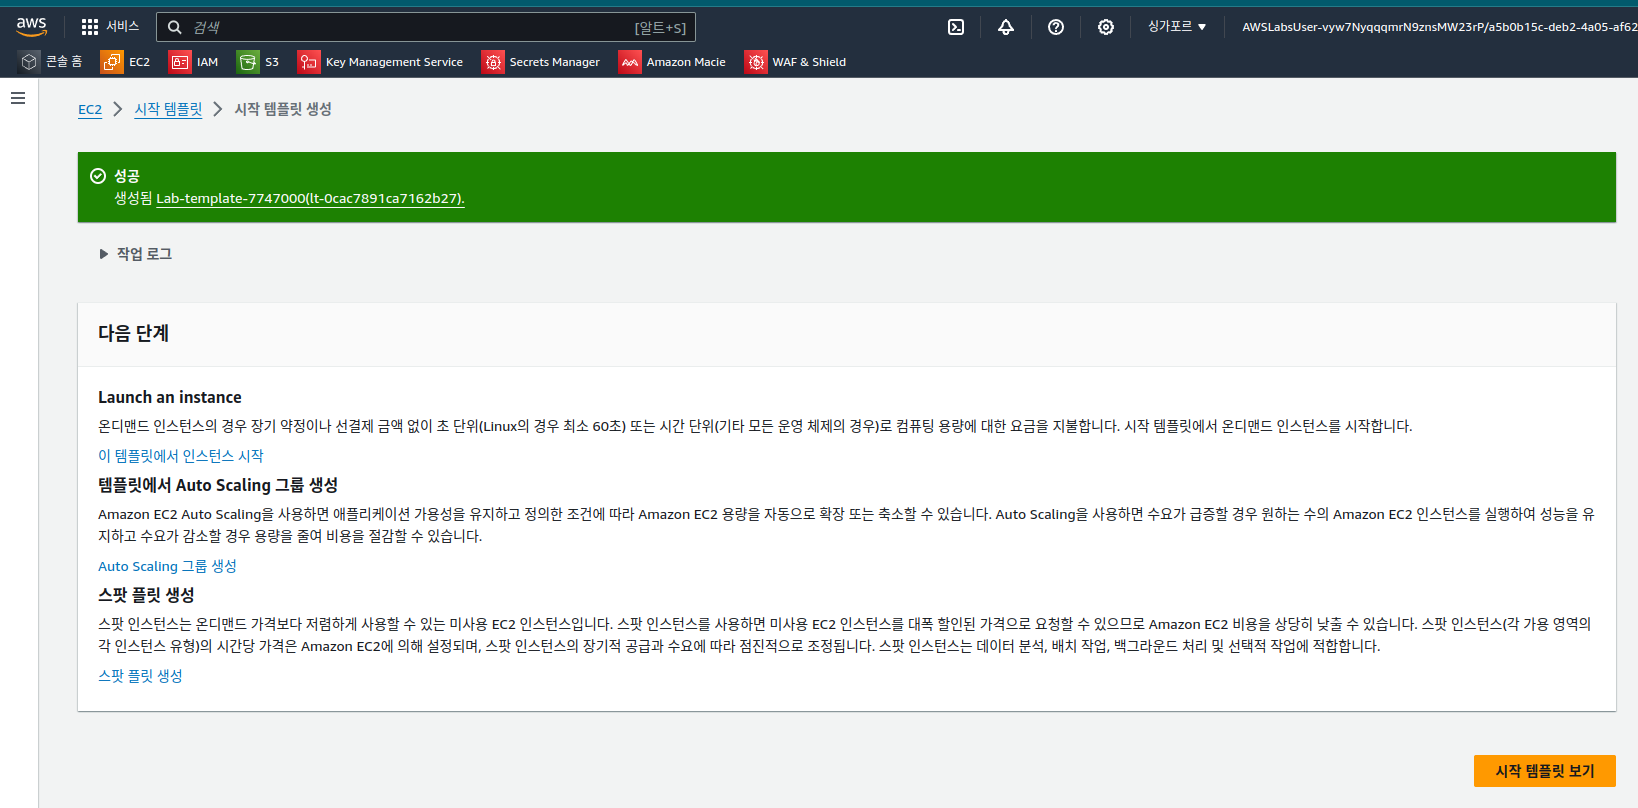 aws
서비스
검색
[알트+S]
싱가포르
AWSLabsUser-vyw7NyqqqmrN9znsMW23rP/a5b0b15c-deb2-4a05-af62
콘솔 홈
EC2
IAM
S3
Key Management Service
Secrets Manager
Amazon Macie
WAF & Shield
EC2
시작 템플릿
시작 템플릿 생성
성공
생성됨 Lab-template-7747000(lt-0cac7891ca7162b27).
작업 로그
다음 단계
Launch an instance
온디맨드 인스턴스의 경우 장기 약정이나 선결제 금액 없이 초 단위(Linux의 경우 최소 60초) 또는 시간 단위(기타 모든 운영 체제의 경우)로 컴퓨팅 용량에 대한 요금을 지불합니다. 시작 템플릿에서 온디맨드 인스턴스를 시작합니다.
이 템플릿에서 인스턴스 시작
템플릿에서 Auto Scaling 그룹 생성
Amazon EC2 Auto Scaling을 사용하면 애플리케이션 가용성을 유지하고 정의한 조건에 따라 Amazon EC2 용량을 자동으로 확장 또는 축소할 수 있습니다. Auto Scaling을 사용하면 수요가 급증할 경우 원하는 수의 Amazon EC2 인스턴스를 실행하여 성능을 유
지하고 수요가 감소할 경우 용량을 줄여 비용을 절감할 수 있습니다.
Auto Scaling 그룹 생성
스팟 플릿 생성
스팟 인스턴스는 온디맨드 가격보다 저렴하게 사용할 수 있는 미사용 EC2 인스턴스입니다. 스팟 인스턴스를 사용하면 미사용 EC2 인스턴스를 대폭 할인된 가격으로 요청할 수 있으므로 Amazon EC2 비용을 상당히 낮출 수 있습니다. 스팟 인스턴스(각 가용 영역의
각 인스턴스 유형)의 시간당 가격은 Amazon EC2에 의해 설정되며, 스팟 인스턴스의 장기적 공급과 수요에 따라 점진적으로 조정됩니다. 스팟 인스턴스는 데이터 분석, 배치 작업, 백그라운드 처리 및 선택적 작업에 적합합니다.
스팟 플릿 생성
시작 템플릿 보기